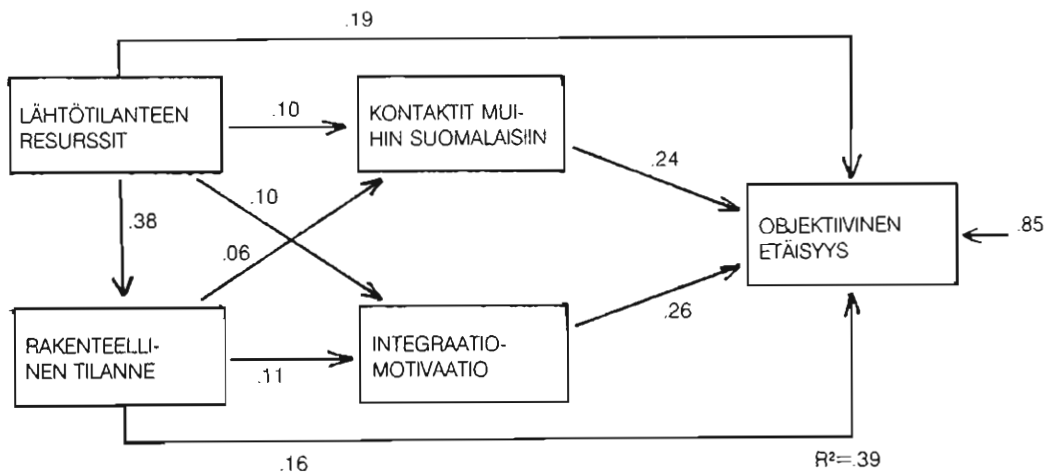 .19
LÄHTÖTILANTEEN
RESURSSIT
.10
KONTAKTIT MUI-
HIN SUOMALAISIIN
.24
.10
.38
.06
OBJEKTIIVINEN
ETÄISYYS
.85
RAKENTEELLI-
NEN TILANNE
.11
INTEGRAATIO-
MOTIVAATIO
.26
.16
R²=.39